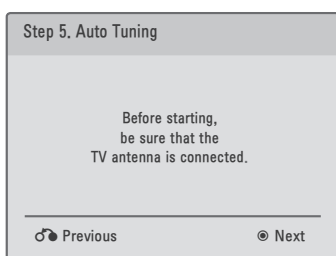 Step 5. Auto Tuning
Before starting,
be sure that the
TV antenna is connected.
Previous
Next